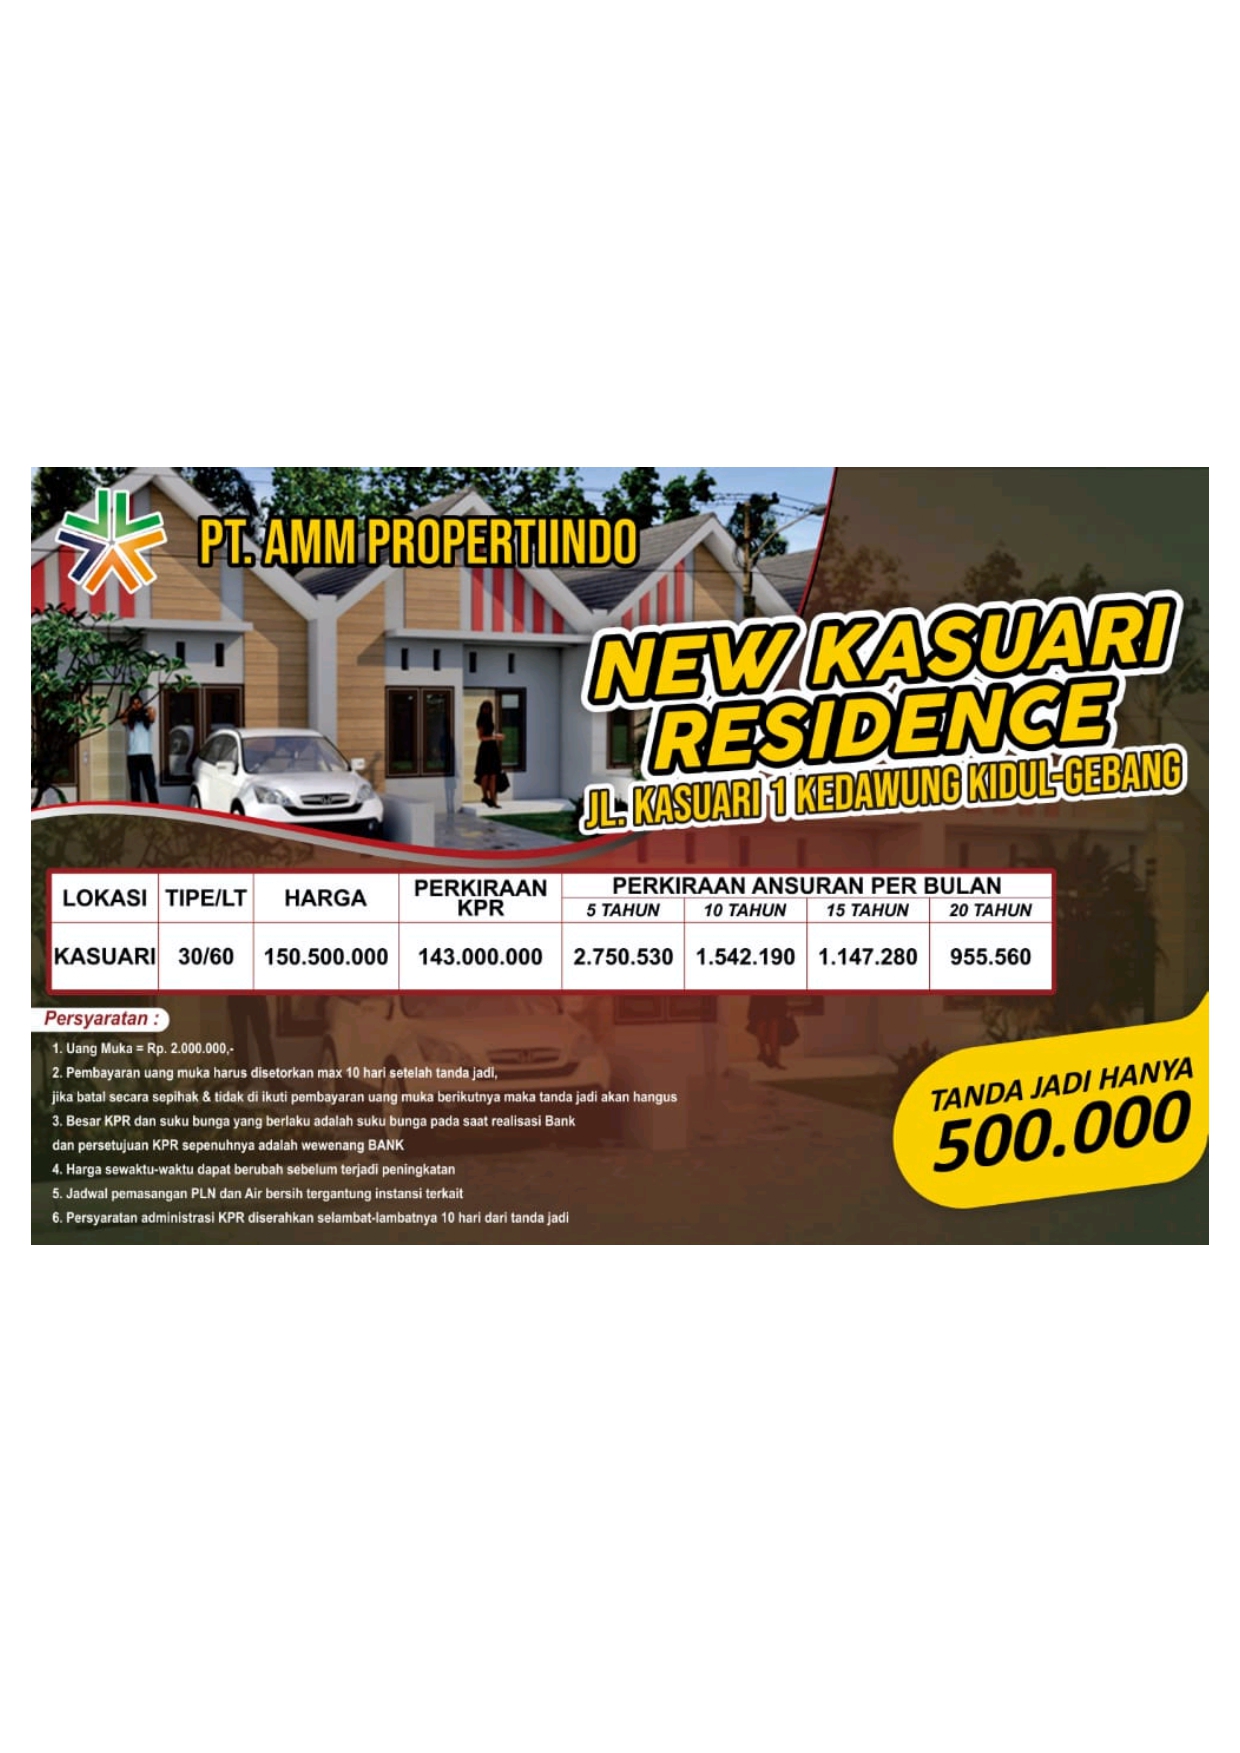 PT. AMM PROPERTIINDO
NEW KASUARI
RESIDENCE
JL. KASUARI 1 KEDAWUNG KIDUL-GEBANG
LOKASI TIPE/LT HARGA PERKIRAAN KPR PERKIRAAN ANSURAN PER BULAN
5 TAHUN 10 TAHUN 15 TAHUN 20 TAHUN
KASUARI 30/60 150.500.000 143.000.000 2.750.530 1.542.190 1.147.280 955.560
Persyaratan :
1. Uang Muka = Rp. 2.000.000,-
2. Pembayaran uang muka harus disetorkan max 10 hari setelah tanda jadi,
jika batal secara sepihak & tidak di ikuti pembayaran uang muka berikutnya maka tanda jadi akan hangus
3. Besar KPR dan suku bunga yang berlaku adalah suku bunga pada saat realisasi Bank
dan persetujuan KPR sepenuhnya adalah wewenang BANK
4. Harga sewaktu-waktu dapat berubah sebelum terjadi peningkatan
5. Jadwal pemasangan PLN dan Air bersih tergantung instansi terkait
6. Persyaratan administrasi KPR diserahkan selambat-lambatnya 10 hari dari tanda jadi
TANDA JADI HANYA
500.000